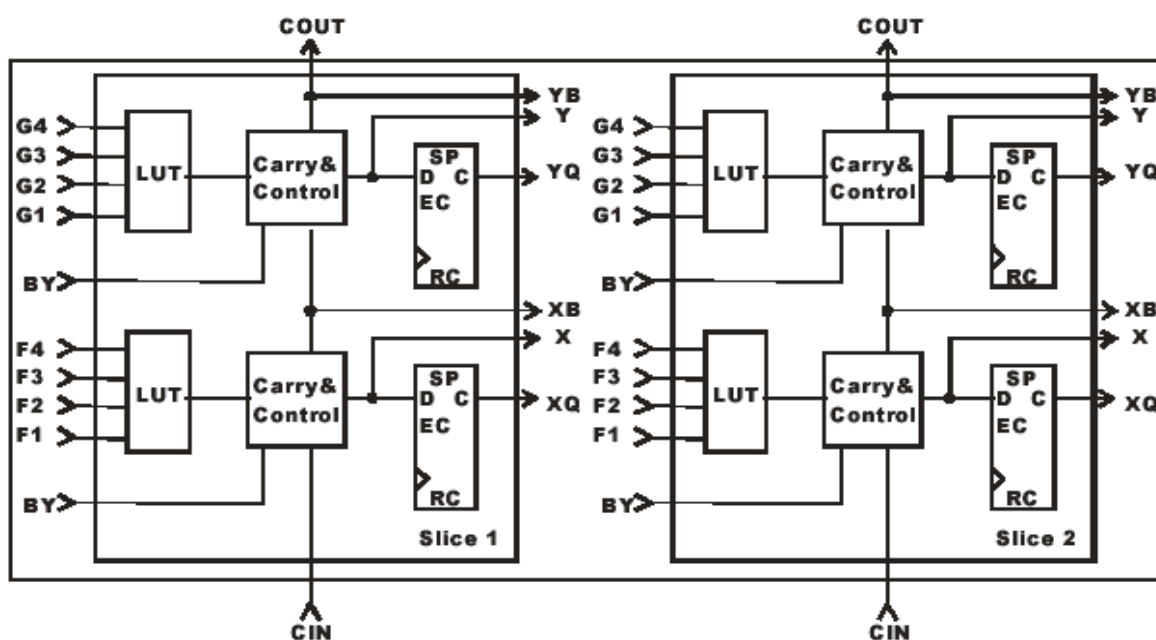 COUT
YB
Y
G4
G3
G2
G1
LUT
Carry&
Control
SP
D C
EC
RC
YQ
BY
XB
X
F4
F3
F2
F1
LUT
Carry&
Control
SP
D C
EC
RC
XQ
BY
Slice 1
CIN
COUT
YB
Y
G4
G3
G2
G1
LUT
Carry&
Control
SP
D C
EC
RC
YQ
BY
XB
X
F4
F3
F2
F1
LUT
Carry&
Control
SP
D C
EC
RC
XQ
BY
Slice 2
CIN